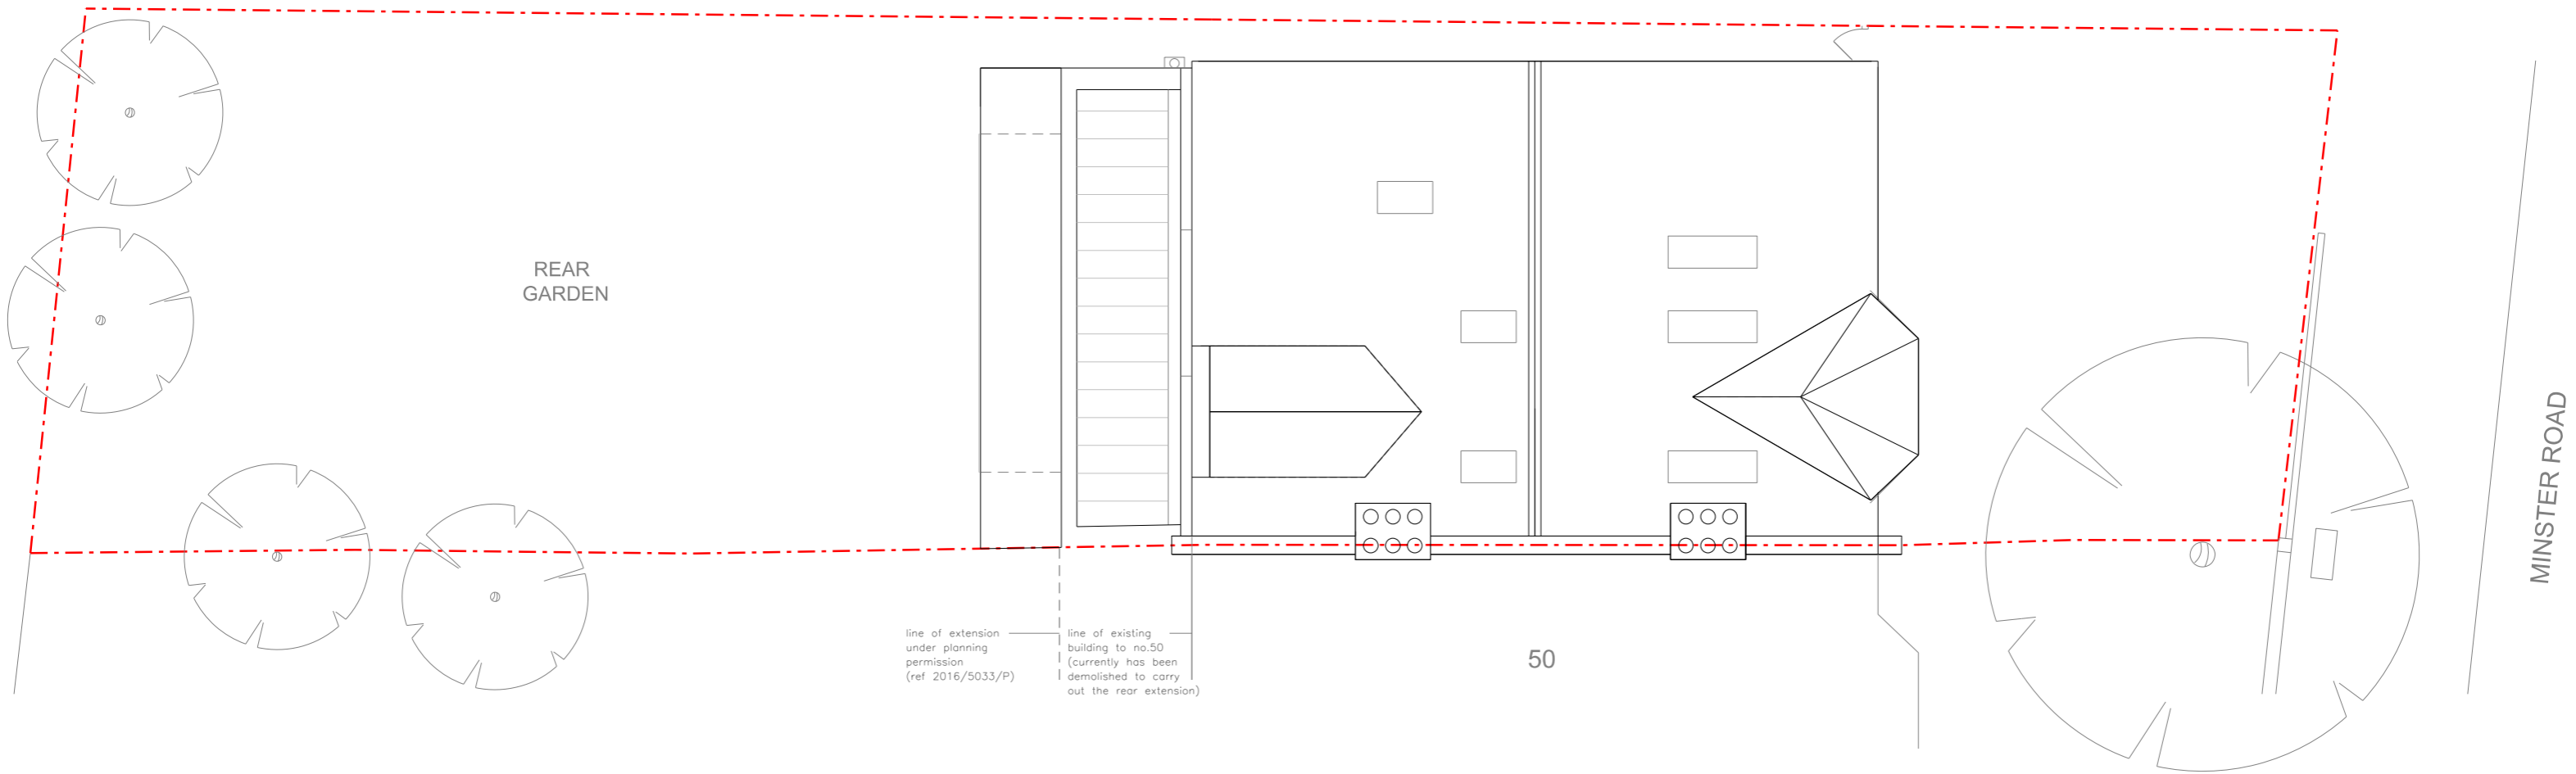 REAR
GARDEN
line of extension
under planning
permission
(ref 2016/5033/P)
line of existing
building to no.50
(currently has been
demolished to carry
out the rear extension)
50
MINSTER ROAD